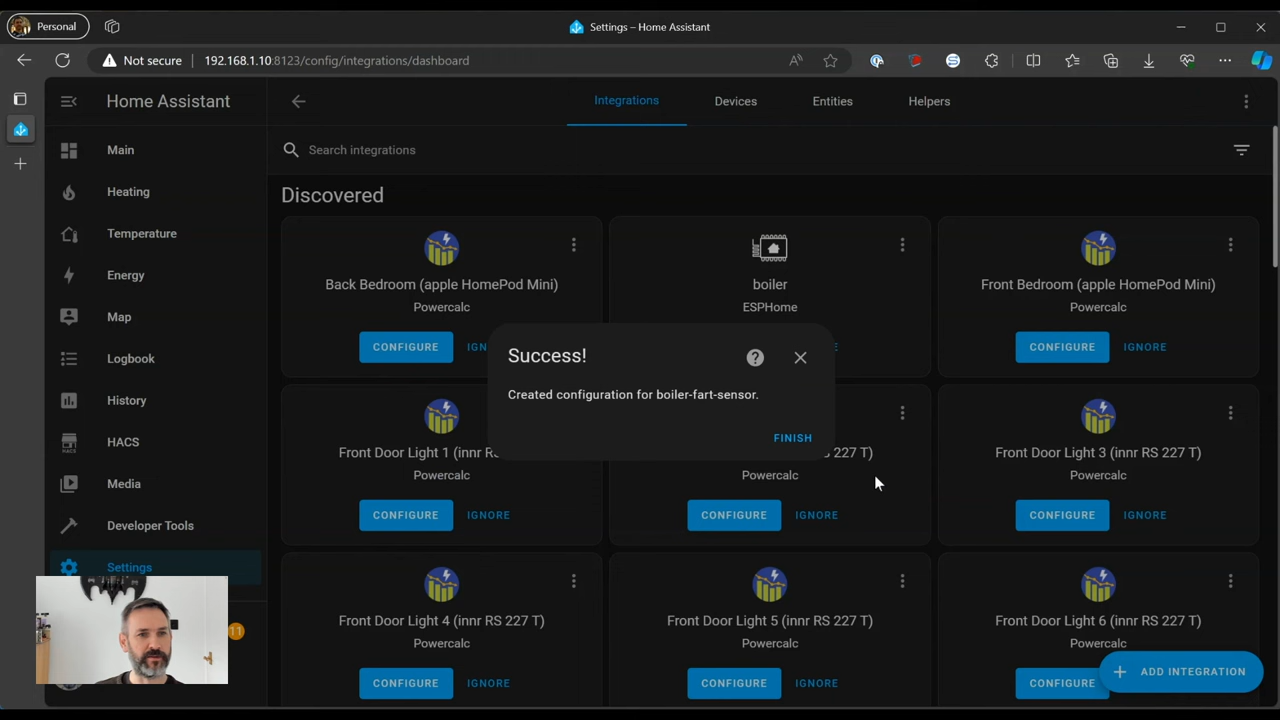 Personal
Settings – Home Assistant
Not secure
192.168.1.10:8123/config/integrations/dashboard
Home Assistant
Integrations
Devices
Entities
Helpers
Main
Heating
Temperature
Energy
Map
Logbook
History
HACS
HACS
Media
Developer Tools
Settings
11
Search integrations
Discovered
Back Bedroom (apple HomePod Mini)
Powercalc
CONFIGURE
boiler
ESPHome
Front Bedroom (apple HomePod Mini)
Powercalc
CONFIGURE
IGNORE
Success!
Created configuration for boiler-fart-sensor.
FINISH
Front Door Light 1 (innr
Powercalc
CONFIGURE
IGNORE
227 T)
Powercalc
CONFIGURE
IGNORE
Front Door Light 3 (innr RS 227 T)
Powercalc
CONFIGURE
IGNORE
Front Door Light 4 (innr RS 227 T)
Powercalc
CONFIGURE
IGNORE
Front Door Light 5 (innr RS 227 T)
Powercalc
CONFIGURE
IGNORE
Front Door Light 6 (innr RS 227 T)
Powercalc
CONFIGURE
ADD INTEGRATION